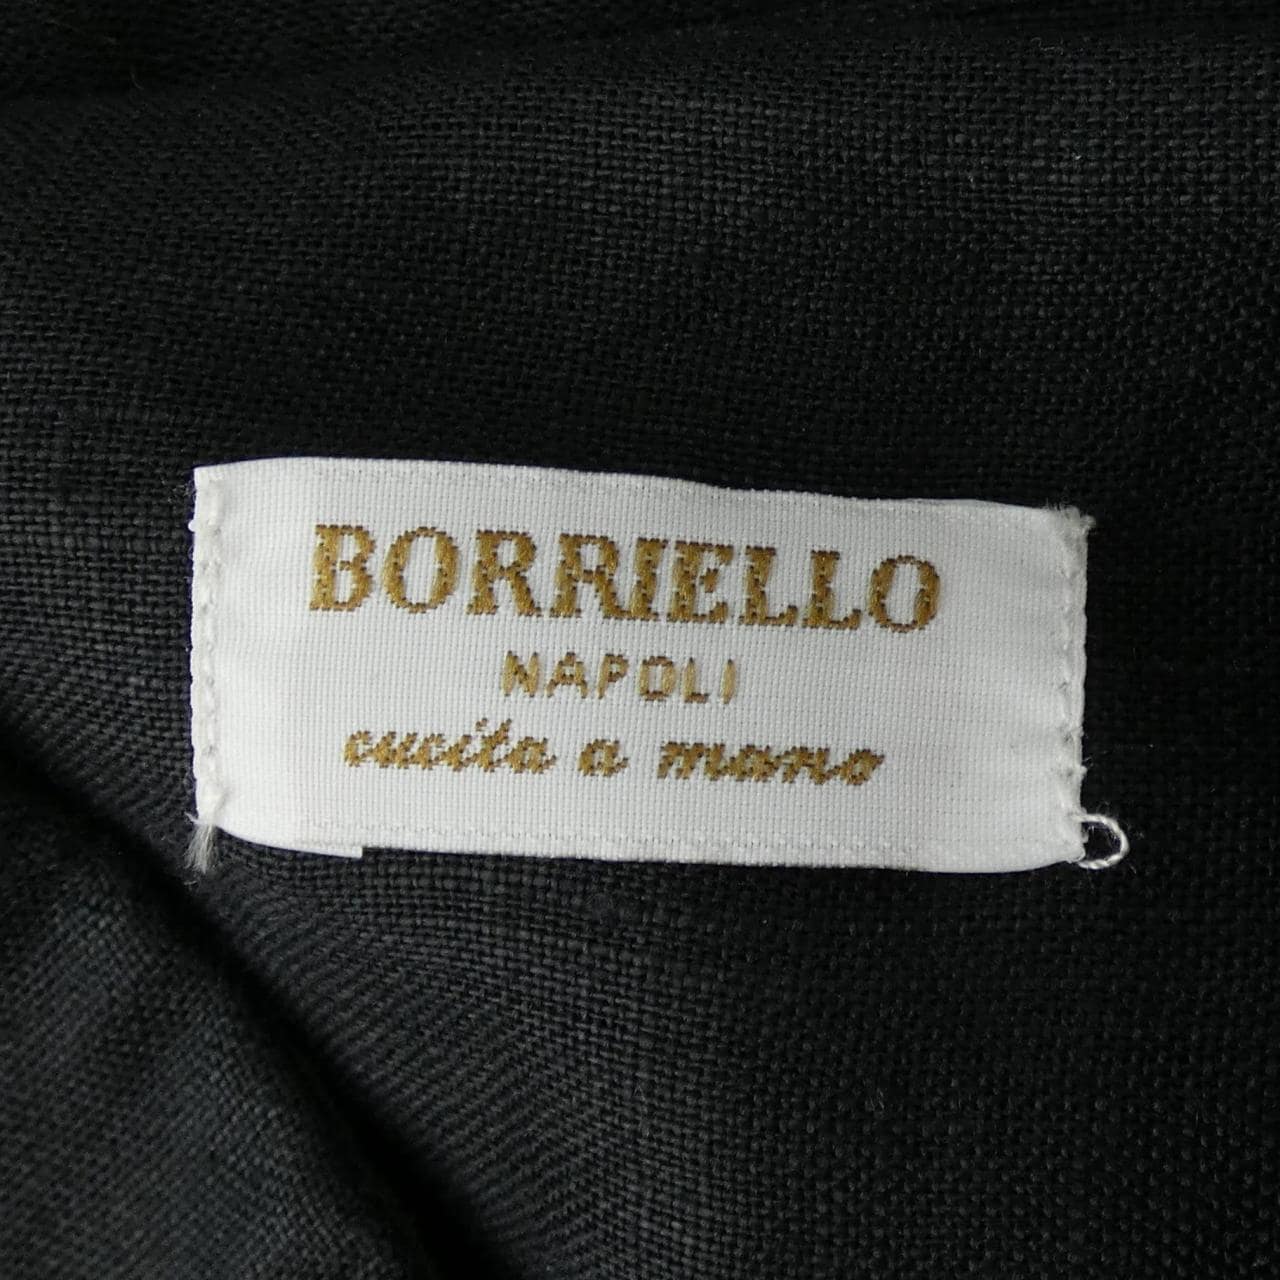 BORRIELLO
NAPOLI
cucita a mano